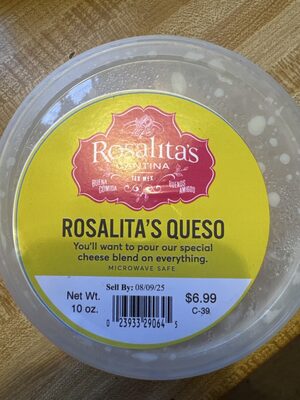 Rosalita's
CANTINA
TEX MEX
BUENA COMIDA
BUENOS AMIGOS
ROSALITA'S QUESO
You'll want to pour our special
cheese blend on everything.
MICROWAVE SAFE
Sell By: 08/09/25
Net Wt.
10 oz.
$6.99
C-39
0 23933 29064 5